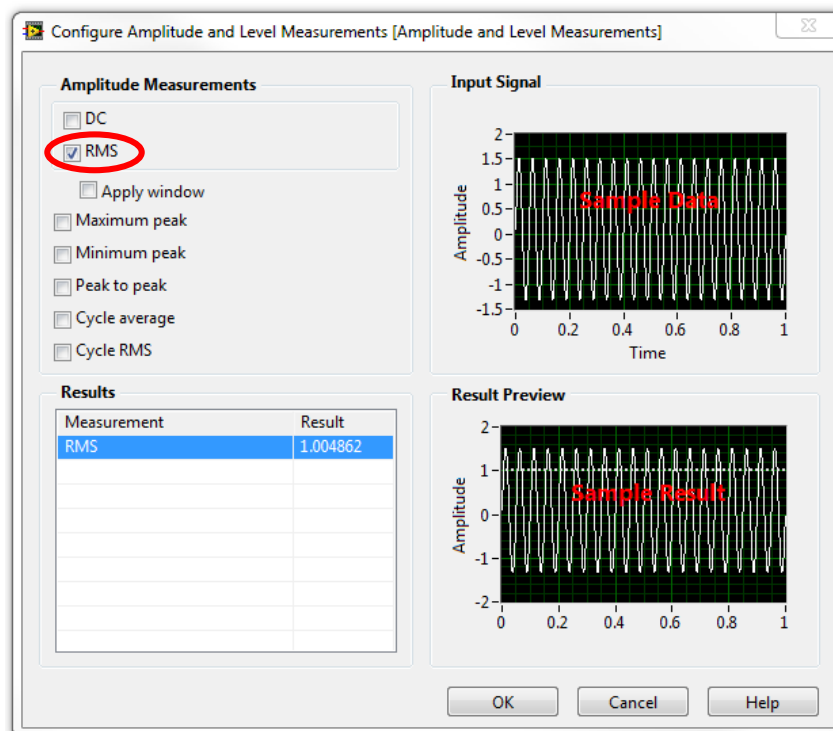 Configure Amplitude and Level Measurements [Amplitude and Level Measurements]
Amplitude Measurements
DC
RMS
Apply window
Maximum peak
Minimum peak
Peak to peak
Cycle average
Cycle RMS
Input Signal
Amplitude
2
1.5
1
0.5
0
-0.5
-1
-1.5
Sample Data
0 0.2 0.4 0.6 0.8 1
Time
Results
Measurement Result
RMS 1.004862
Result Preview
Amplitude
2
1
0
-1
-2
Sample Result
0 0.2 0.4 0.6 0.8 1
OK Cancel Help